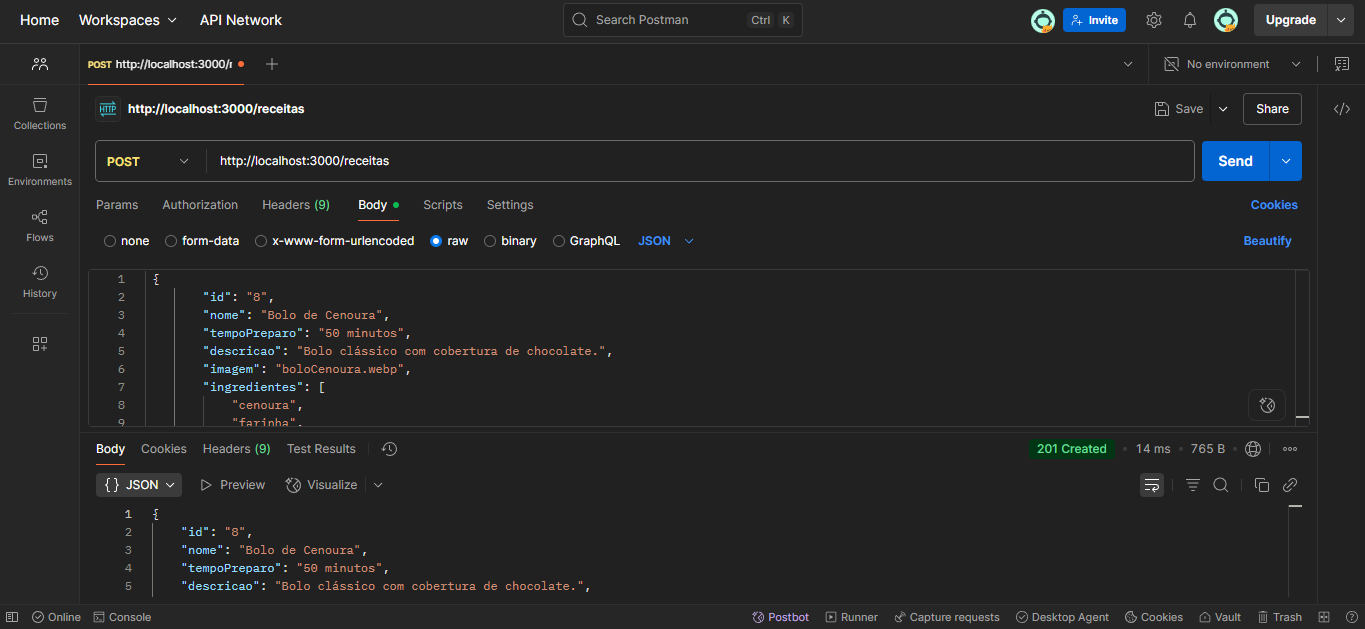 Home Workspaces API Network Search Postman Ctrl K Invite Upgrade
POST http://localhost:3000/r No environment
HTTP http://localhost:3000/receitas Save Share
Collections
Environments
Flows
History
POST http://localhost:3000/receitas Send
Params Authorization Headers (9) Body Scripts Settings Cookies
none form-data x-www-form-urlencoded raw binary GraphQL JSON Beautify
1 {
2 "id": "8",
3 "nome": "Bolo de Cenoura",
4 "tempoPreparo": "50 minutos",
5 "descricao": "Bolo clássico com cobertura de chocolate.",
6 "imagem": "boloCenoura.webp",
7 "ingredientes": [
8 "cenoura",
9 "farinha",
Body Cookies Headers (9) Test Results 201 Created 14 ms 765 B
{} JSON Preview Visualize
1 {
2 "id": "8",
3 "nome": "Bolo de Cenoura",
4 "tempoPreparo": "50 minutos",
5 "descricao": "Bolo clássico com cobertura de chocolate.",
Online Console Postbot Runner Capture requests Desktop Agent Cookies Vault Trash